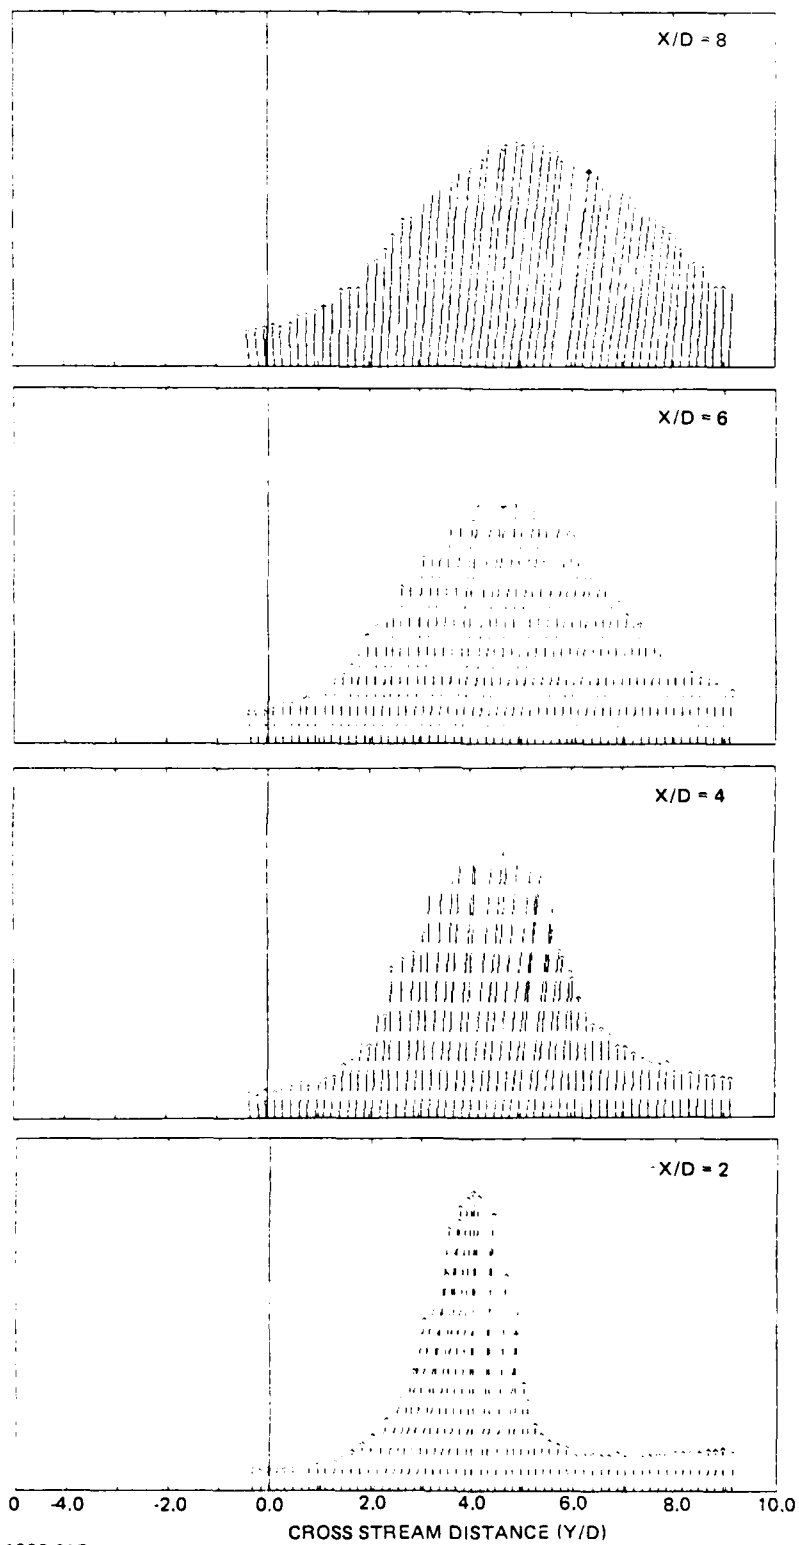 X/D = 8
X/D = 6
X/D = 4
X/D = 2
0 -4.0 -2.0 0.0 2.0 4.0 6.0 8.0 10.0
CROSS STREAM DISTANCE (Y/D)